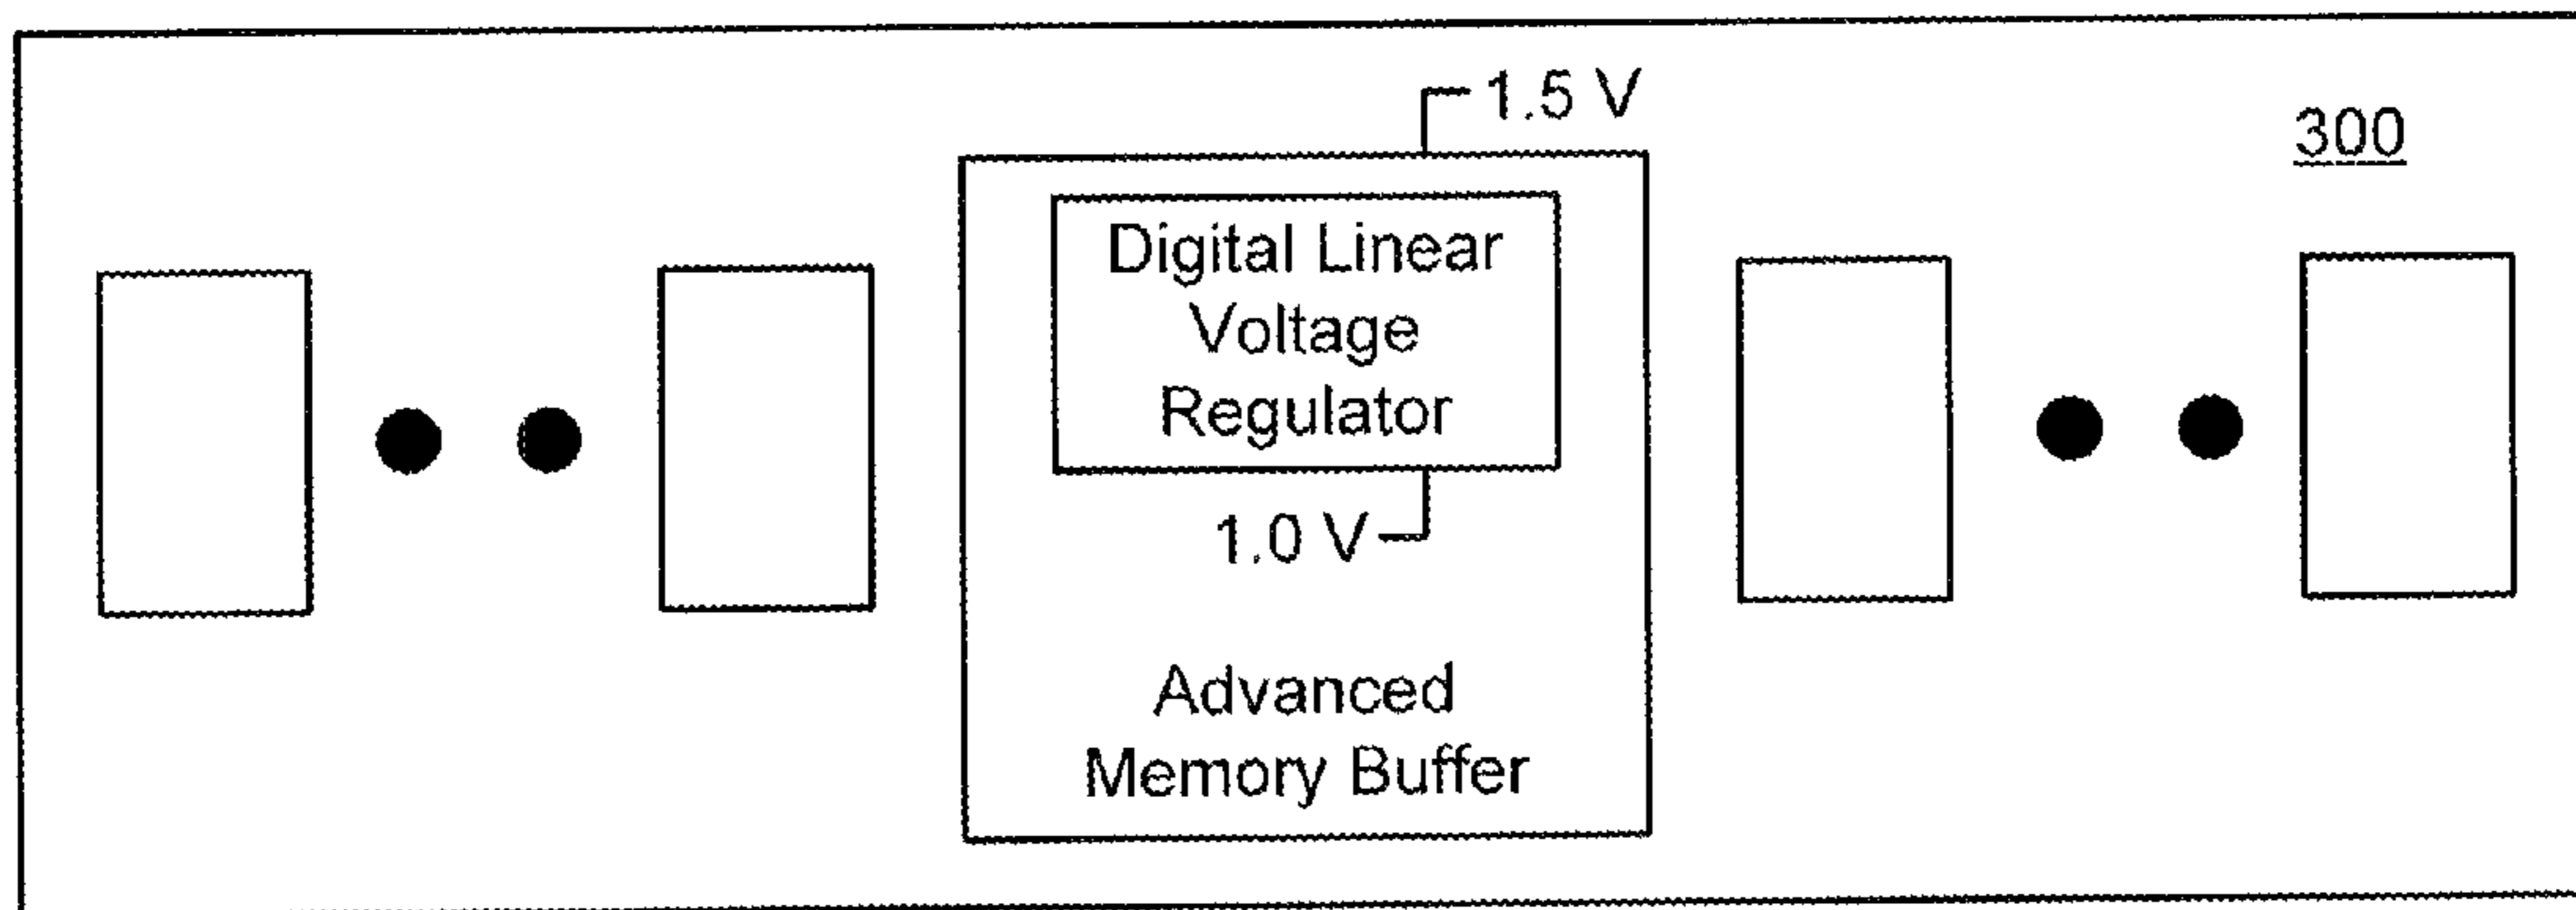 1.5 V
300
Digital Linear
Voltage
Regulator
1.0 V
Advanced
Memory Buffer